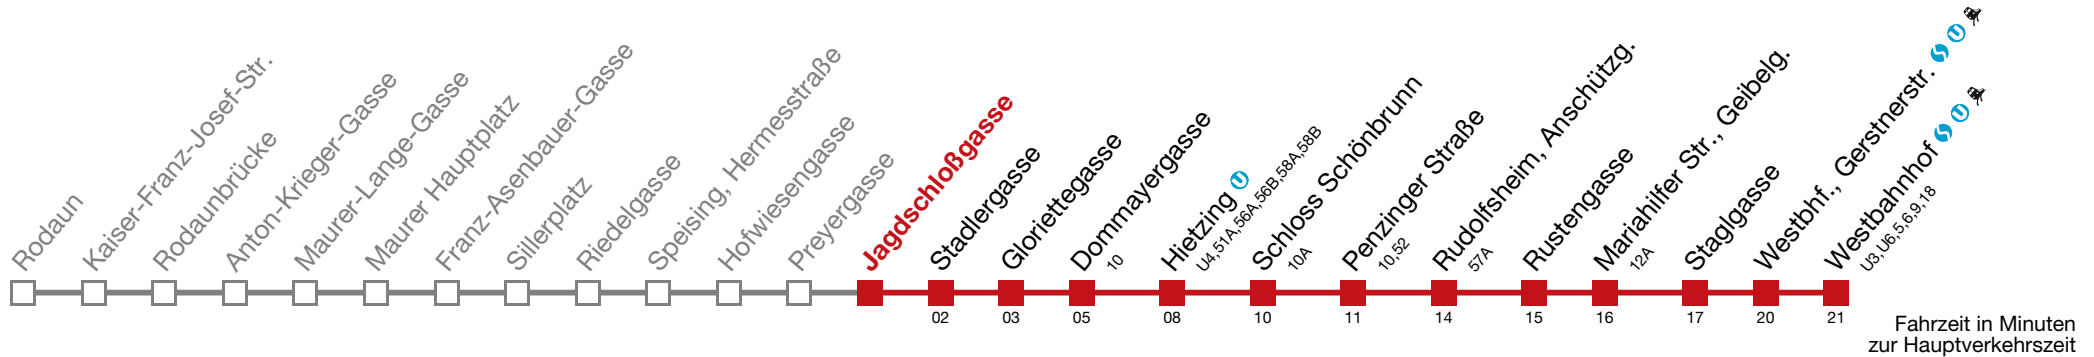 Rodaun
Kaiser-Franz-Josef-Str.
Rodaunbrücke
Anton-Krieger-Gasse
Maurer-Lange-Gasse
Maurer Hauptplatz
Franz-Asenbauer-Gasse
Sillerplatz
Riedelgasse
Speising, Hermesstraße
Hofwiesengasse
Preyergasse
Jagdschloßgasse
Stadlergasse
02
Gloriettegasse
03
Dommayergasse
10
05
Hietzing U
U4,51A,56A,56B,58A,58B
08
Schloss Schönbrunn
10A
10
Penzinger Straße
10,52
11
Rudolfsheim, Anschützg.
57A
14
Rustengasse
15
Mariahilfer Str., Geibelg.
12A
16
Staglgasse
17
Westbhf., Gerstnerstr. S U
20
Westbahnhof S U
U3,U6,5,6,9,18
21
Fahrzeit in Minuten
zur Hauptverkehrszeit